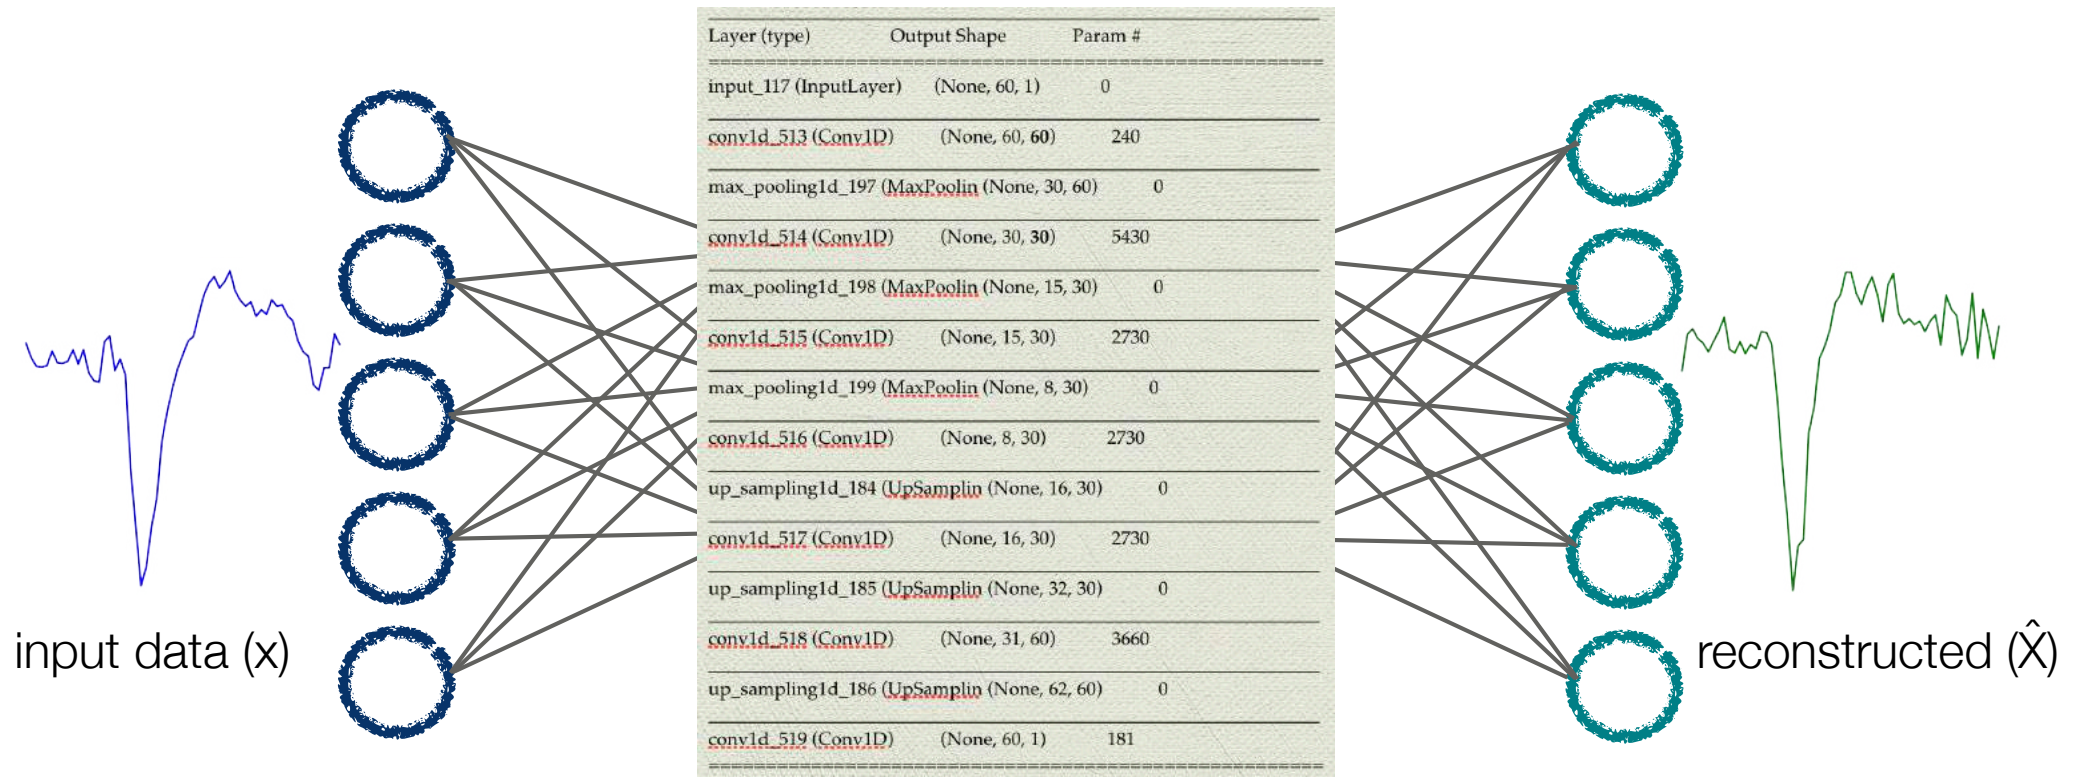 Layer (type) Output Shape Param #
==========================================================================
input_117 (InputLayer) (None, 60, 1) 0
conv1d_513 (Conv1D) (None, 60, 60) 240
max_pooling1d_197 (MaxPoolin (None, 30, 60) 0
conv1d_514 (Conv1D) (None, 30, 30) 5430
max_pooling1d_198 (MaxPoolin (None, 15, 30) 0
conv1d_515 (Conv1D) (None, 15, 30) 2730
max_pooling1d_199 (MaxPoolin (None, 8, 30) 0
conv1d_516 (Conv1D) (None, 8, 30) 2730
up_sampling1d_184 (UpSamplin (None, 16, 30) 0
conv1d_517 (Conv1D) (None, 16, 30) 2730
up_sampling1d_185 (UpSamplin (None, 32, 30) 0
conv1d_518 (Conv1D) (None, 31, 60) 3660
up_sampling1d_186 (UpSamplin (None, 62, 60) 0
conv1d_519 (Conv1D) (None, 60, 1) 181
==========================================================================
input data (x)
reconstructed (X̂)